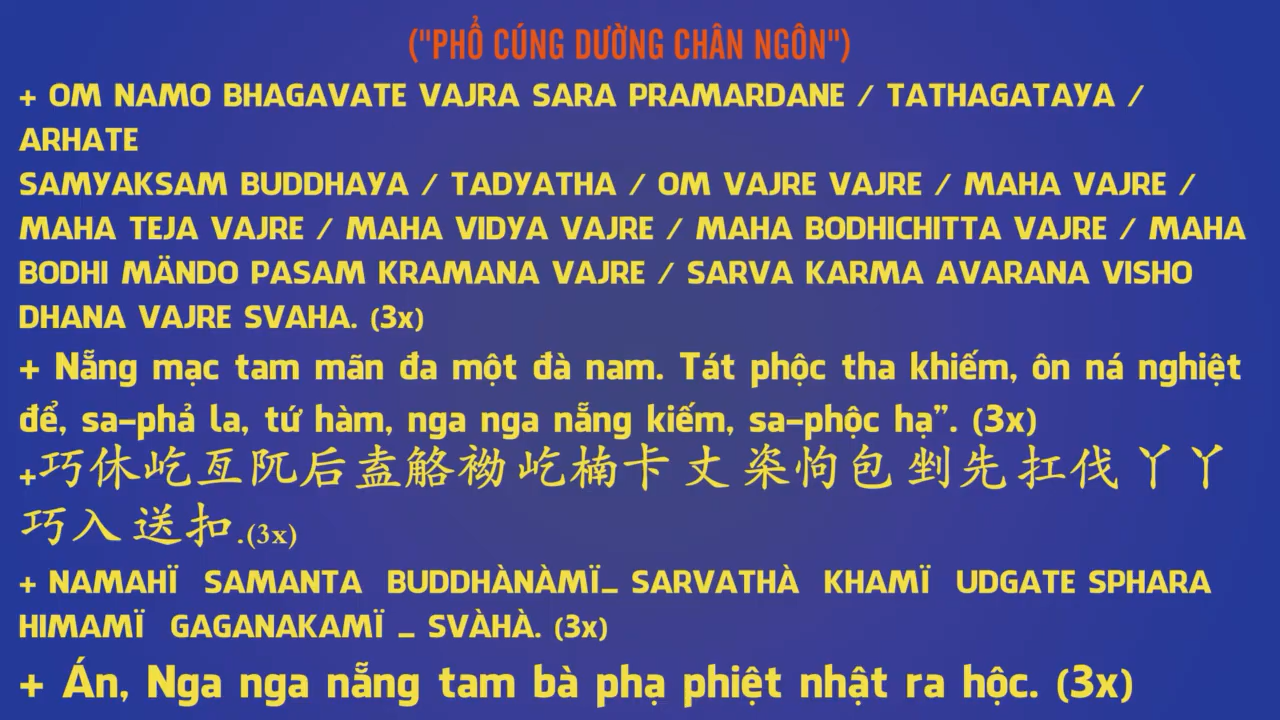 ("PHỔ CÚNG DƯỜNG CHÂN NGÔN")
+ OM NAMO BHAGAVATE VAJRA SARA PRAMARDANE / TATHAGATAYA /
ARHATE
SAMYAKSAM BUDDHAYA / TADYATHA / OM VAJRE VAJRE / MAHA VAJRE /
MAHA TEJA VAJRE / MAHA VIDYA VAJRE / MAHA BODHICHITTA VAJRE / MAHA
BODHI MÄNDO PASAM KRAMANA VAJRE / SARVA KARMA AVARANA VISHO
DHANA VAJRE SVAHA. (3x)
+ Nẵng mạc tam mãn đa một đà nam. Tát phộc tha khiếm, ôn ná nghiệt
để, sa-phả la, tứ hàm, nga nga nẵng kiếm, sa-phộc hạ”. (3x)
+巧休屹亙阢后盍觡袎屹楠卡丈栥怐包剉先扛伐丫丫
巧入送扣.(3x)
+ NAMAHÏ SAMANTA BUDDHÀNÀMÏ_ SARVATHÀ KHAMÏ UDGATE SPHARA
HIMAMÏ GAGANAKAMÏ _ SVÀHÀ. (3x)
+ Án, Nga nga nẵng tam bà phạ phiệt nhật ra hộc. (3x)